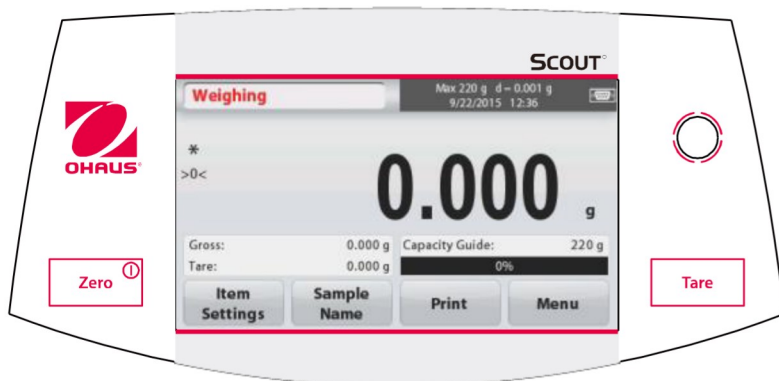 SCOUT
Weighing
Max 220 g d=0.001 g
9/22/2015 12:36
OHAUS
*
>0<
0.000 g
Gross: 0.000 g
Capacity Guide: 220 g
Tare: 0.000 g
0%
Zero
Tare
Item Settings
Sample Name
Print
Menu